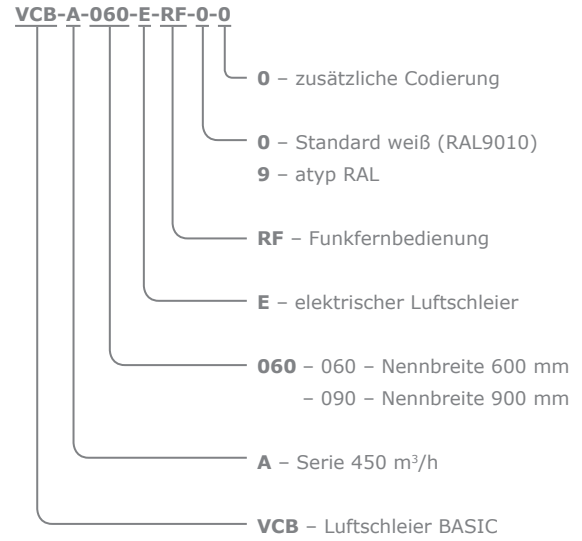 VCB-A-060-E-RF-0-0
0 – zusätzliche Codierung
0 – Standard weiß (RAL9010)
9 – atyp RAL
RF – Funkfernbedienung
E – elektrischer Luftschleier
060 – 060 – Nennbreite 600 mm
– 090 – Nennbreite 900 mm
A – Serie 450 m³/h
VCB – Luftschleier BASIC